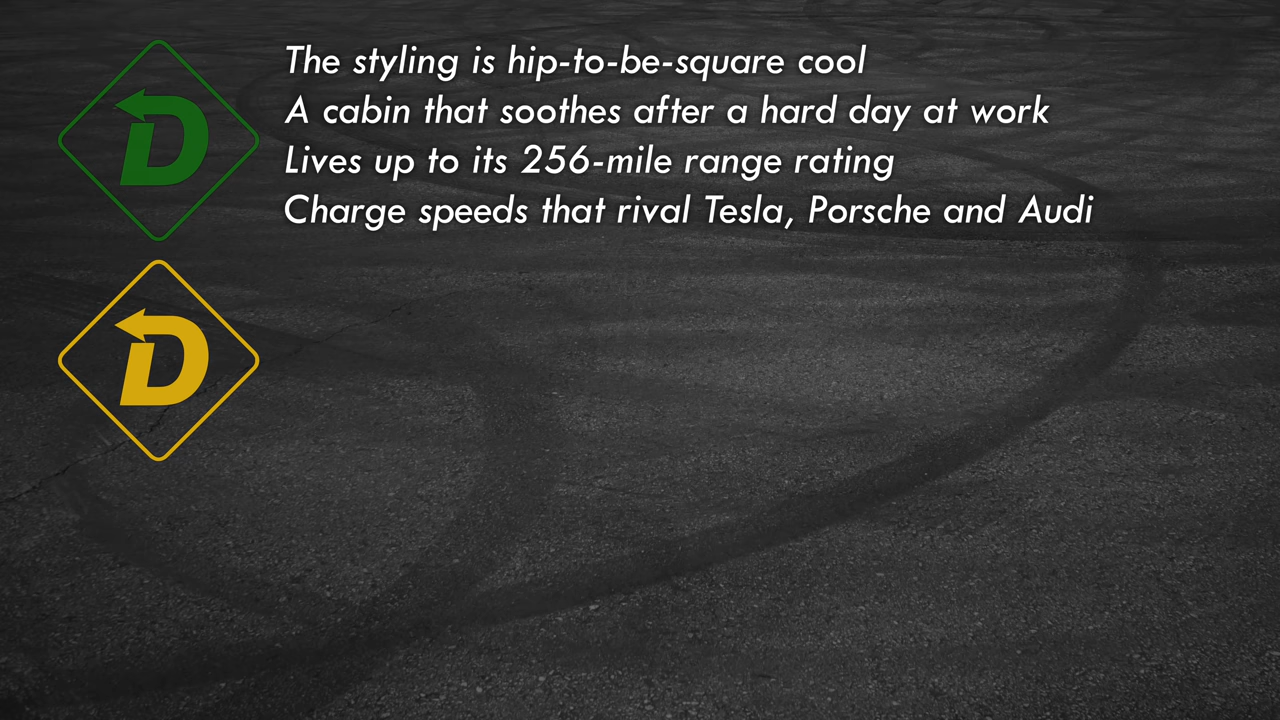 The styling is hip-to-be-square cool
A cabin that soothes after a hard day at work
Lives up to its 256-mile range rating
Charge speeds that rival Tesla, Porsche and Audi
D
D